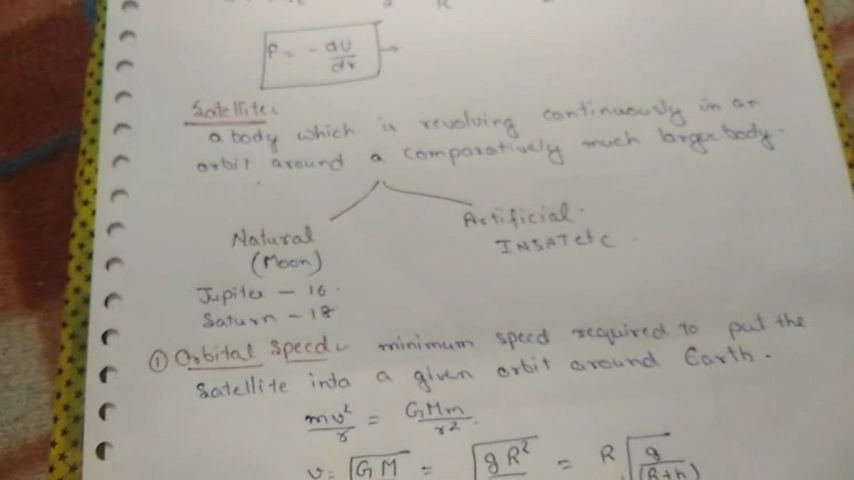 F = - dU/dr →
Satellite:
a body which is revolving continuously in an
orbit around a comparatively much larger body.
Natural
(Moon)
Artificial.
INSAT etc.
Jupiter – 16.
Saturn – 18
① Orbital Speed: minimum speed required to put the
satellite into a given orbit around Earth.
mv²/r = GMm/r².
v = √GM = √gR² = R √g/(R+h)